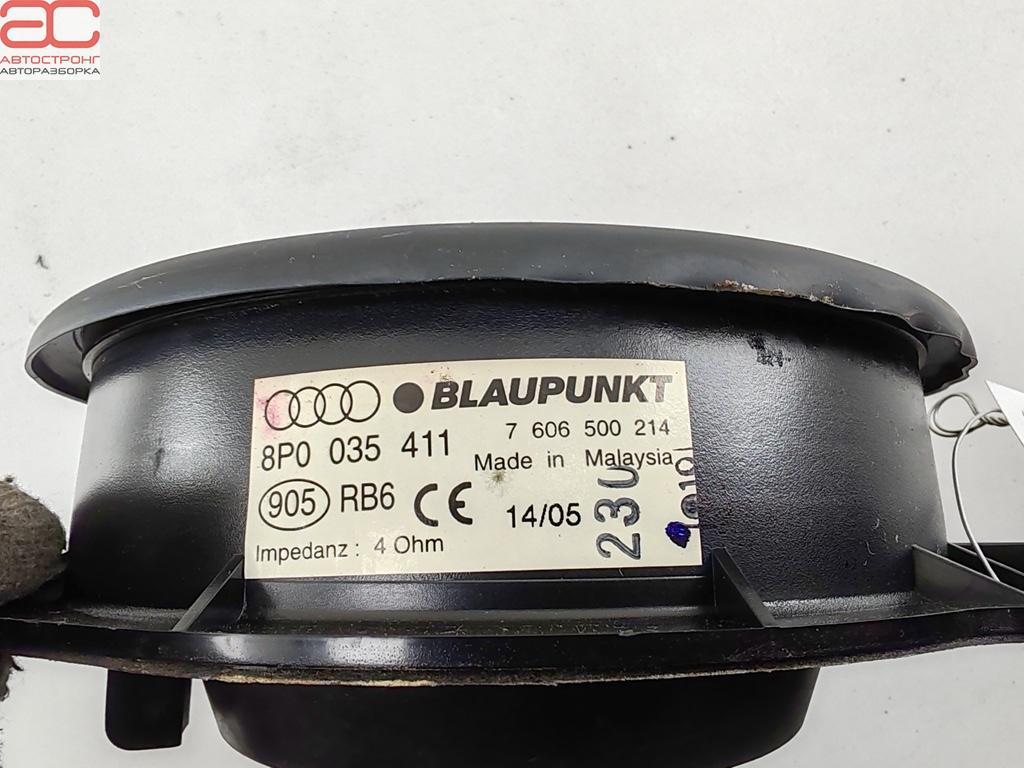 АС
АВТОСТРОНГ
АВТОРАЗБОРКА
BLAUPUNKT
8P0 035 411
7 606 500 214
Made in Malaysia
905 RB6 CE
14/05
23U
Impedanz : 4 Ohm